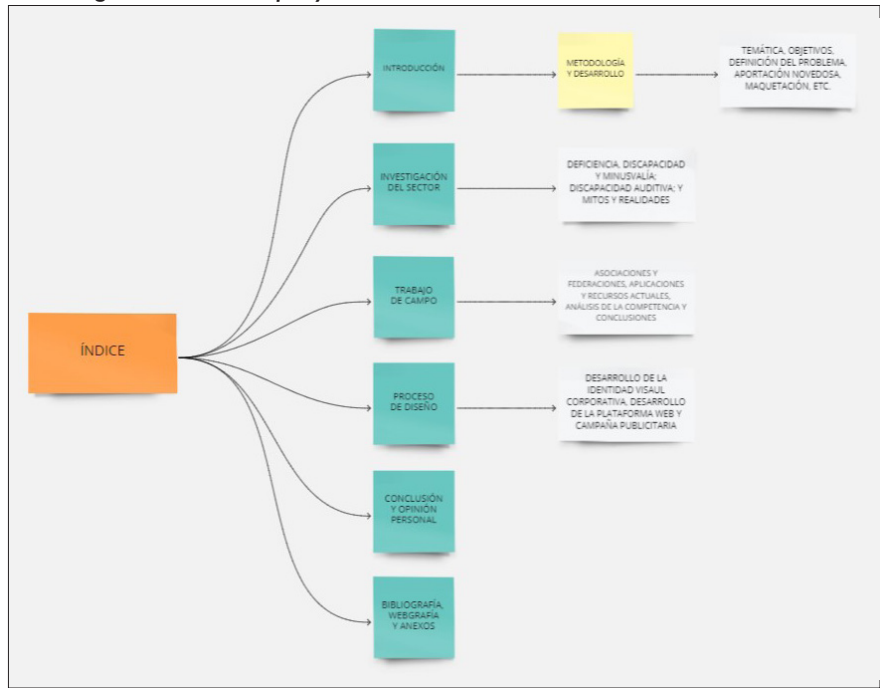 INTRODUCCIÓN
METODOLOGÍA
Y DESARROLLO
TEMÁTICA, OBJETIVOS,
DEFINICIÓN DEL PROBLEMA,
APORTACIÓN NOVEDOSA,
MAQUETACIÓN, ETC.
INVESTIGACIÓN
DEL SECTOR
DEFICIENCIA, DISCAPACIDAD
Y MINUSVALÍA;
DISCAPACIDAD AUDITIVA; Y
MITOS Y REALIDADES
TRABAJO
DE CAMPO
ASOCIACIONES Y
FEDERACIONES, APLICACIONES
Y RECURSOS ACTUALES,
ANÁLISIS DE LA COMPETENCIA Y
CONCLUSIONES
ÍNDICE
PROCESO
DE DISEÑO
DESARROLLO DE LA
IDENTIDAD VISAUL
CORPORATIVA, DESARROLLO
DE LA PLATAFORMA WEB Y
CAMPAÑA PUBLICITARIA
CONCLUSIÓN
Y OPINIÓN
PERSONAL
BIBLIOGRAFÍA,
WEBGRAFÍA
Y ANEXOS